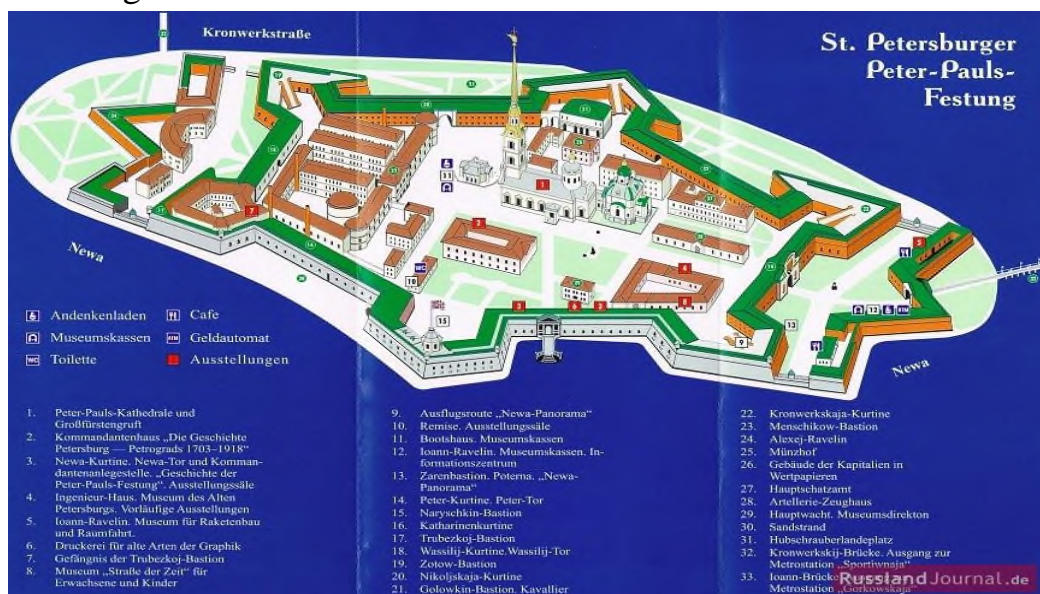 Kronwerkstraße
St. Petersburger
Peter-Pauls-
Festung
Newa
Newa
Andenkenladen
Museumskassen
Toilette
Cafe
Geldautomat
Ausstellungen
WC
ATM
1. Peter-Pauls-Kathedrale und
Großfürstengruft
2. Kommandantenhaus „Die Geschichte
Petersburg — Petrograds 1703–1918“
3. Newa-Kurtine. Newa-Tor und Komman-
dantenanlegestelle. „Geschichte der
Peter-Pauls-Festung“. Ausstellungssäle
4. Ingenieur-Haus. Museum des Alten
Petersburgs. Vorläufige Ausstellungen
5. Ioann-Ravelin. Museum für Raketenbau
und Raumfahrt.
6. Druckerei für alte Arten der Graphik
7. Gefängnis der Trubezkoj-Bastion
8. Museum „Straße der Zeit“ für
Erwachsene und Kinder
9. Ausflugsroute „Newa-Panorama“
10. Remise. Ausstellungssäle
11. Bootshaus. Museumskassen
12. Ioann-Ravelin. Museumskassen. In-
formationszentrum
13. Zarenbastion. Poterna. „Newa-
Panorama“
14. Peter-Kurtine. Peter-Tor
15. Naryschkin-Bastion
16. Katharinenkurtine
17. Trubezkoj-Bastion
18. Wassilij-Kurtine.Wassilij-Tor
19. Zotow-Bastion
20. Nikoljskaja-Kurtine
21. Golowkin-Bastion. Kavallier
22. Kronwerkskaja-Kurtine
23. Menschikow-Bastion
24. Alexej-Ravelin
25. Münzhof
26. Gebäude der Kapitalien in
Wertpapieren
27. Hauptschatzamt
28. Artellerie-Zeughaus
29. Hauptwacht. Museumsdirekton
30. Sandstrand
31. Hubschrauberlandeplatz
32. Kronwerkskij-Brücke. Ausgang zur
Metrostation „Sportiwnaja“
33. Ioann-Brücke
Metrostation „Gorkowskaja“
RusslandJournal.de